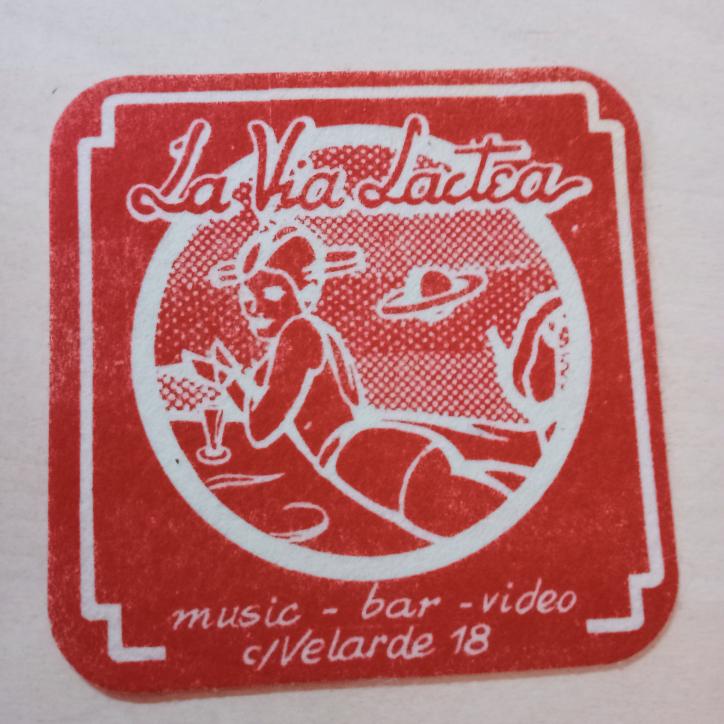 La Via Lactea
music - bar - video
c/Velarde 18